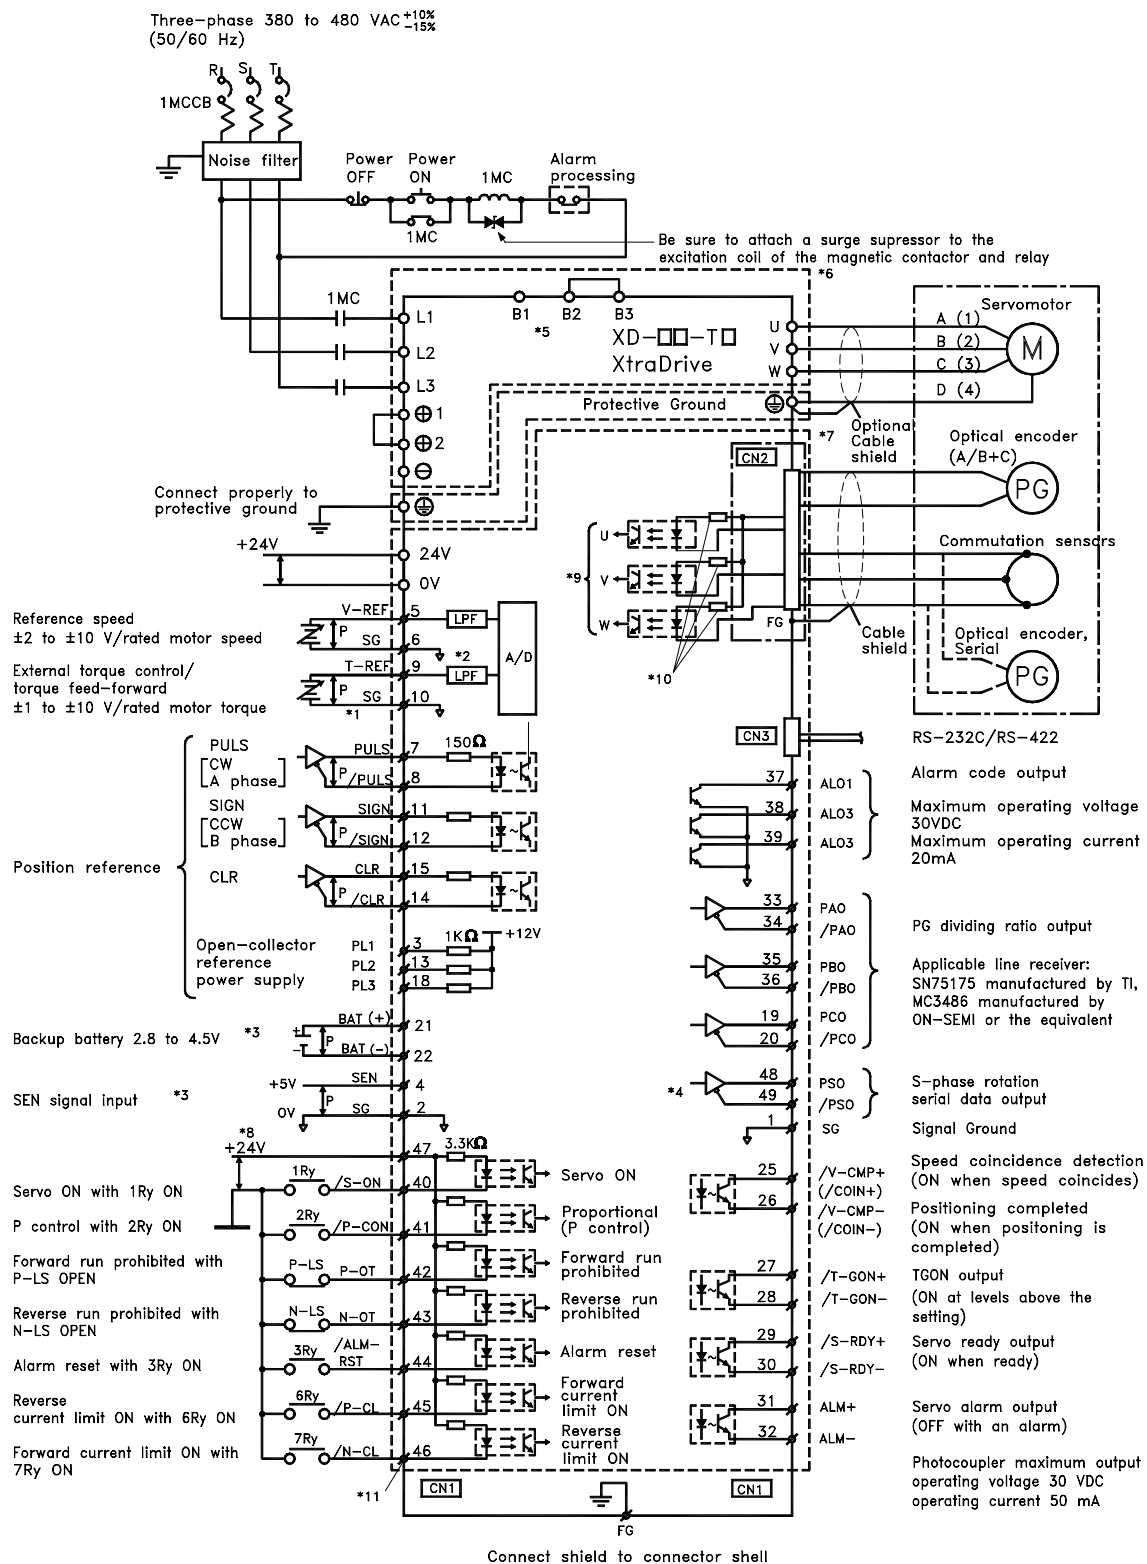 Three-phase 380 to 480 VAC +10% -15%
(50/60 Hz)
R S T
1MCCB
Noise filter
Power
OFF
Power
ON
1MC
1MC
Alarm
processing
Be sure to attach a surge supressor to the
excitation coil of the magnetic contactor and relay
*6
1MC
L1
L2
L3
⊕1
⊕2
⊖
B1 B2 B3
*5
XD-□□-T□
XtraDrive
U
V
W
A (1)
B (2)
C (3)
D (4)
Servomotor
M
Protective Ground
*7
Optional
Cable
shield
Optical encoder
(A/B+C)
PG
CN2
Connect properly to
protective ground
+24V
24V
0V
*9
U
V
W
*10
FG
Commutation sensors
Cable
shield
Optical encoder,
Serial
PG
Reference speed
±2 to ±10 V/rated motor speed
V-REF 5
P
SG 6
LPF
*2
A/D
External torque control/
torque feed-forward
±1 to ±10 V/rated motor torque
T-REF 9
P
SG 10
*1
LPF
CN3
RS-232C/RS-422
Position reference
PULS
CW
A phase
PULS 7
P
/PULS 8
150Ω
SIGN
CCW
B phase
SIGN 11
P
/SIGN 12
CLR
CLR 15
P
/CLR 14
Open-collector
reference
power supply
PL1 3
PL2 13
PL3 18
1KΩ
+12V
Backup battery 2.8 to 4.5V *3
+
-
BAT (+) 21
P
BAT (-) 22
SEN signal input *3
+5V
SEN 4
P
0V
SG 2
*8
+24V
47
3.3KΩ
Servo ON with 1Ry ON
1Ry
/S-ON 40
Servo ON
P control with 2Ry ON
2Ry
/P-CON 41
Proportional
(P control)
Forward run prohibited with
P-LS OPEN
P-LS
P-OT 42
Forward run
prohibited
Reverse run prohibited with
N-LS OPEN
N-LS
N-OT 43
Reverse run
prohibited
Alarm reset with 3Ry ON
3Ry
/ALM-
RST 44
Alarm reset
Reverse
current limit ON with 6Ry ON
6Ry
/P-CL 45
Forward
current
limit ON
Forward current limit ON with
7Ry ON
7Ry
/N-CL 46
Reverse
current
limit ON
*11
CN1
CN1
FG
Connect shield to connector shell
37 ALO1
38 ALO3
39 ALO3
Alarm code output
Maximum operating voltage
30VDC
Maximum operating current
20mA
33 PAO
34 /PAO
35 PBO
36 /PBO
19 PCO
20 /PCO
PG dividing ratio output
Applicable line receiver:
SN75175 manufactured by TI,
MC3486 manufactured by
ON-SEMI or the equivalent
*4
48 PSO
49 /PSO
S-phase rotation
serial data output
1 SG
Signal Ground
25 /V-CMP+
(/COIN+)
26 /V-CMP-
(/COIN-)
Speed coincidence detection
(ON when speed coincides)
Positioning completed
(ON when positoning is
completed)
27 /T-GON+
28 /T-GON-
TGON output
(ON at levels above the
setting)
29 /S-RDY+
30 /S-RDY-
Servo ready output
(ON when ready)
31 ALM+
32 ALM-
Servo alarm output
(OFF with an alarm)
Photocoupler maximum output
operating voltage 30 VDC
operating current 50 mA